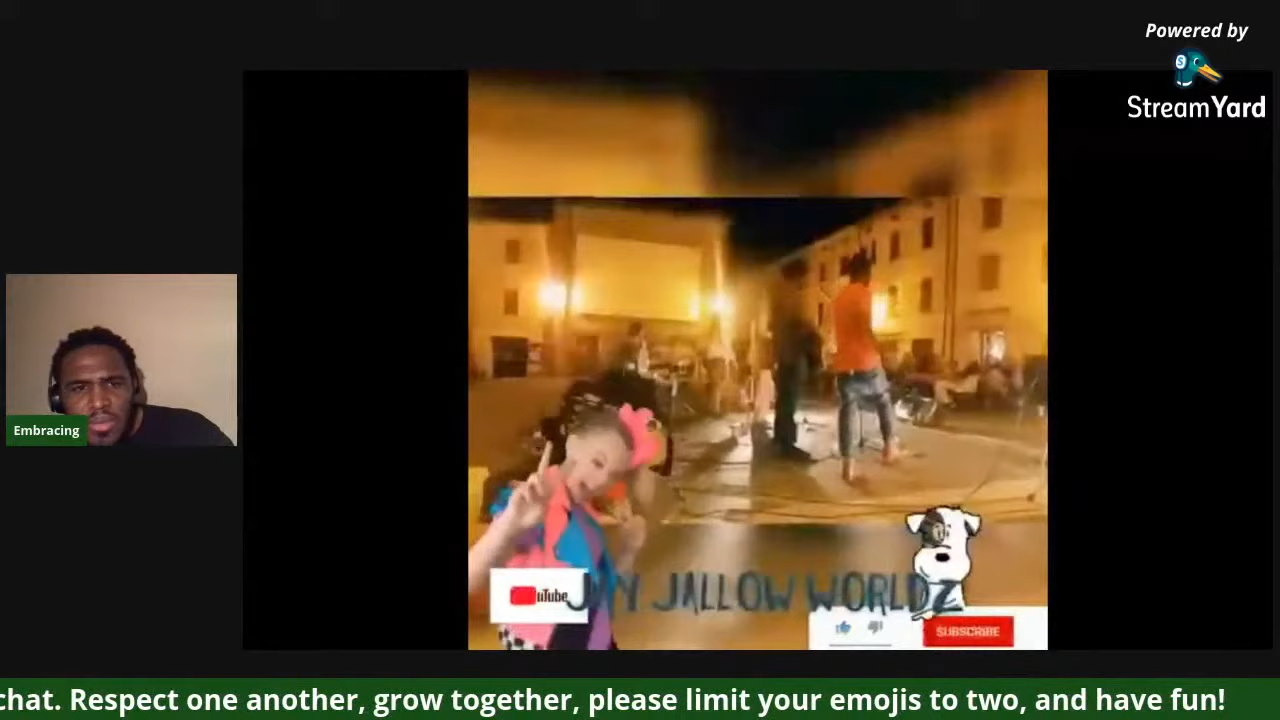 Powered by
StreamYard
Embracing
uTube
JALLOW WORLDZ
SUBSCRIBE
chat. Respect one another, grow together, please limit your emojis to two, and have fun!